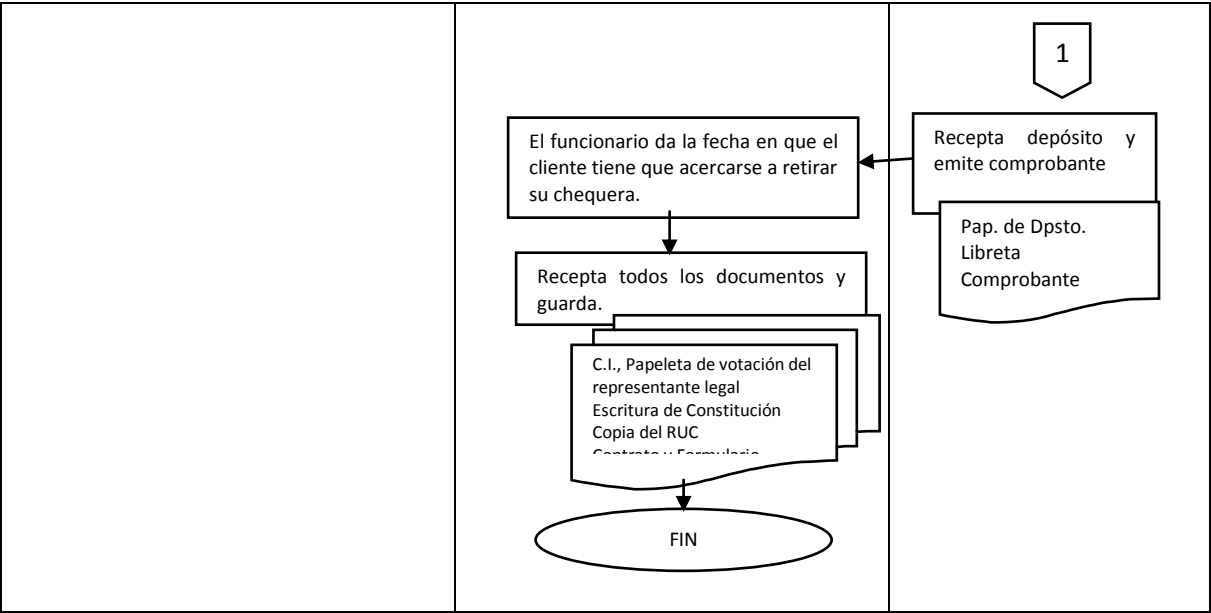 1
Recepta depósito y
emite comprobante
Pap. de Dpsto.
Libreta
Comprobante
El funcionario da la fecha en que el
cliente tiene que acercarse a retirar
su chequera.
Recepta todos los documentos y
guarda.
C.I., Papeleta de votación del
representante legal
Escritura de Constitución
Copia del RUC
Contrato y Formulario
FIN